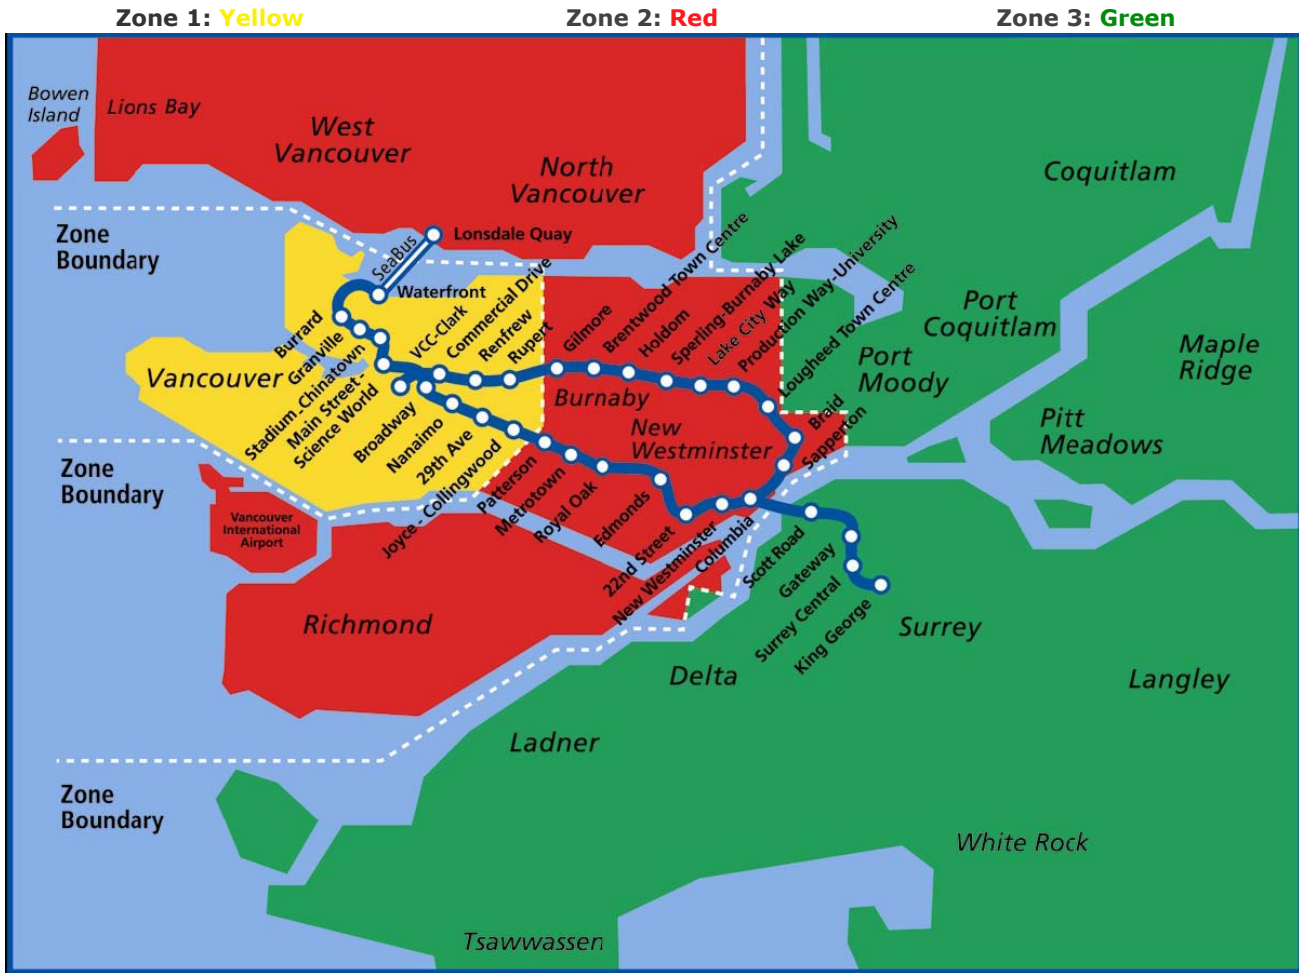 Zone 1: Yellow
Zone 2: Red
Zone 3: Green
Bowen
Island
Lions Bay
West
Vancouver
North
Vancouver
Coquitlam
Zone
Boundary
SeaBus
Lonsdale Quay
Waterfront
Burrard
Granville
Stadium-Chinatown
Main Street -
Science World
VCC-Clark
Commercial Drive
Renfrew
Rupert
Gilmore
Brentwood Town Centre
Holdom
Sperling-Burnaby Lake
Lake City Way
Production Way-University
Lougheed Town Centre
Braid
Sapperton
Port
Coquitlam
Port
Moody
Maple
Ridge
Pitt
Meadows
Vancouver
Burnaby
New
Westminster
Broadway
Nanaimo
29th Ave
Joyce - Collingwood
Patterson
Metrotown
Royal Oak
Edmonds
22nd Street
New Westminster
Columbia
Scott Road
Gateway
Surrey Central
King George
Zone
Boundary
Vancouver
International
Airport
Richmond
Surrey
Delta
Langley
Ladner
Zone
Boundary
White Rock
Tsawwassen